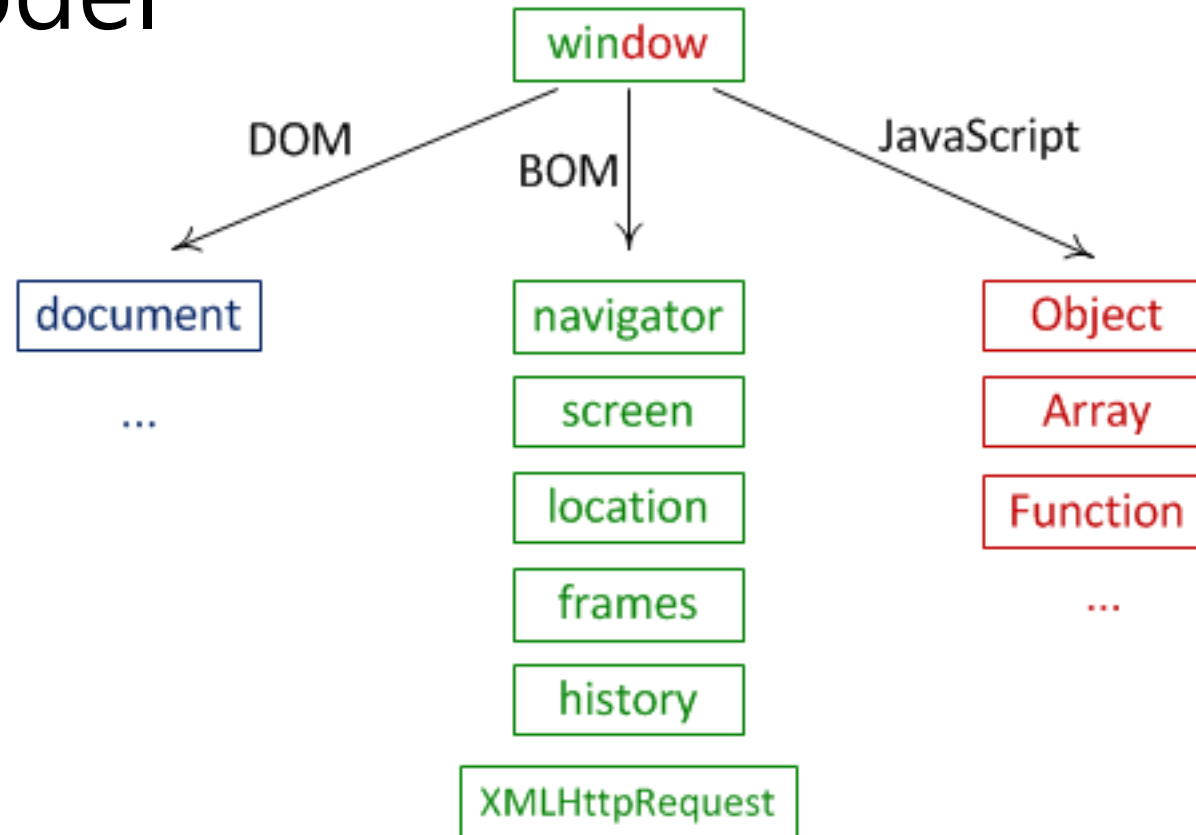 window
DOM
BOM
JavaScript
document
navigator
Object
...
screen
Array
location
Function
frames
...
history
XMLHttpRequest